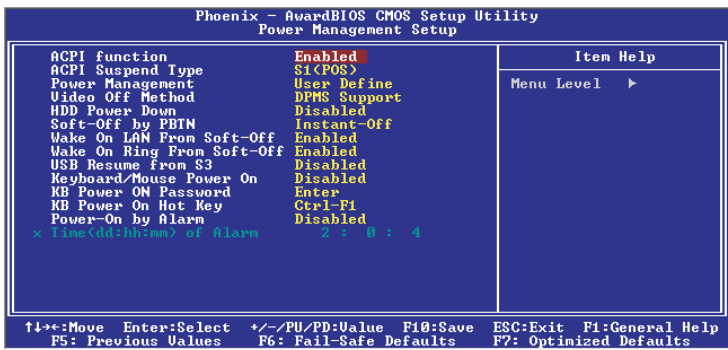 Phoenix - AwardBIOS CMOS Setup Utility
Power Management Setup
ACPI function Enabled
ACPI Suspend Type S1(POS)
Power Management User Define
Video Off Method DPMS Support
HDD Power Down Disabled
Soft-Off by PBTN Instant-Off
Wake On LAN From Soft-Off Enabled
Wake On Ring From Soft-Off Enabled
USB Resume from S3 Disabled
Keyboard/Mouse Power On Disabled
KB Power ON Password Enter
KB Power On Hot Key Ctrl-F1
Power-On by Alarm Disabled
x Time(dd:hh:mm) of Alarm 2 : 0 : 4
Item Help
Menu Level ►
↑↓→←:Move Enter:Select +/-/PU/PD:Value F10:Save ESC:Exit F1:General Help
F5: Previous Values F6: Fail-Safe Defaults F7: Optimized Defaults